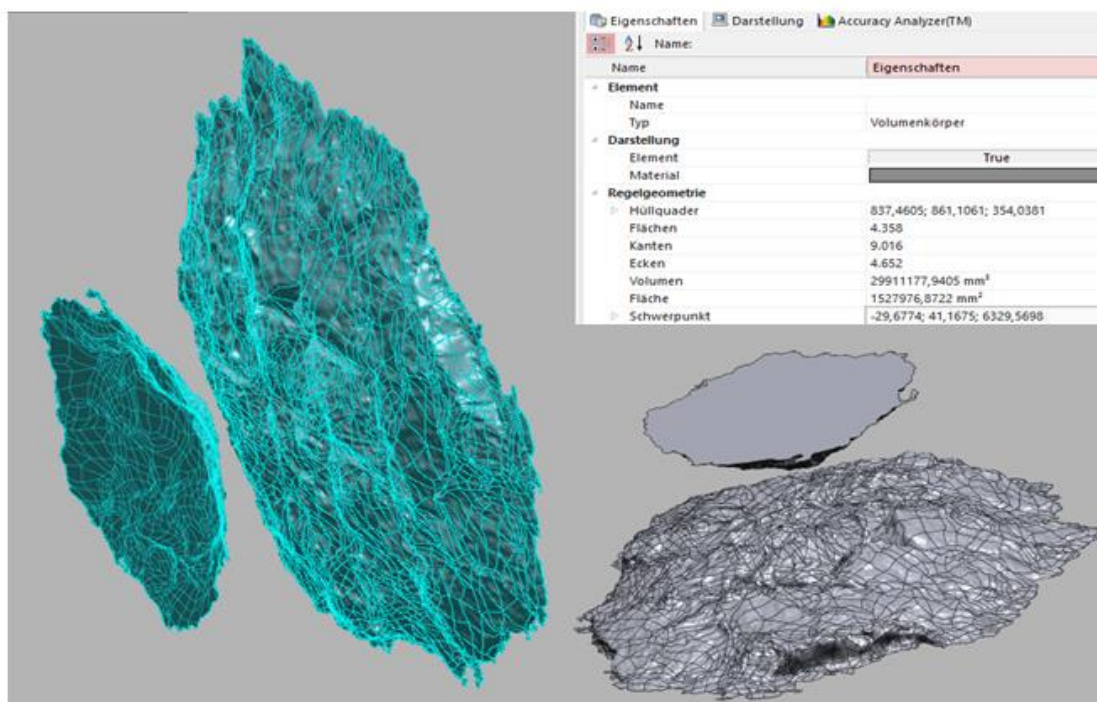 Eigenschaften Darstellung Accuracy Analyzer(TM)
Name:
Name Eigenschaften
Element
Name
Typ Volumenkörper
Darstellung
Element True
Material
Regelgeometrie
Hüllquader 837,4605; 861,1061; 354,0381
Flächen 4.358
Kanten 9.016
Ecken 4.652
Volumen 29911177,9405 mm³
Fläche 1527976,8722 mm²
Schwerpunkt -29,6774; 41,1675; 6329,5698